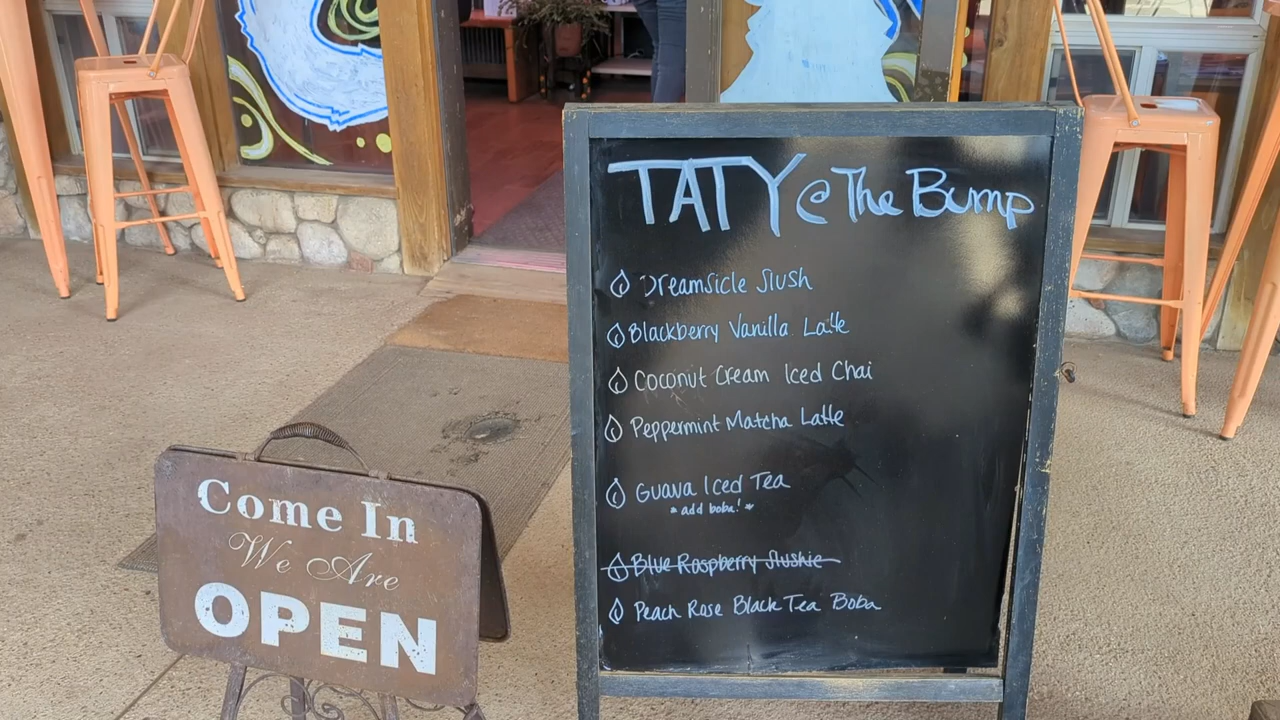 TATY @ The Bump
Dreamsicle Slush
Blackberry Vanilla Latte
Coconut Cream Iced Chai
Peppermint Matcha Latte
Guava Iced Tea
*add boba!*
Blue Raspberry Slushie
Peach Rose Black Tea Boba
Come In
We Are
OPEN